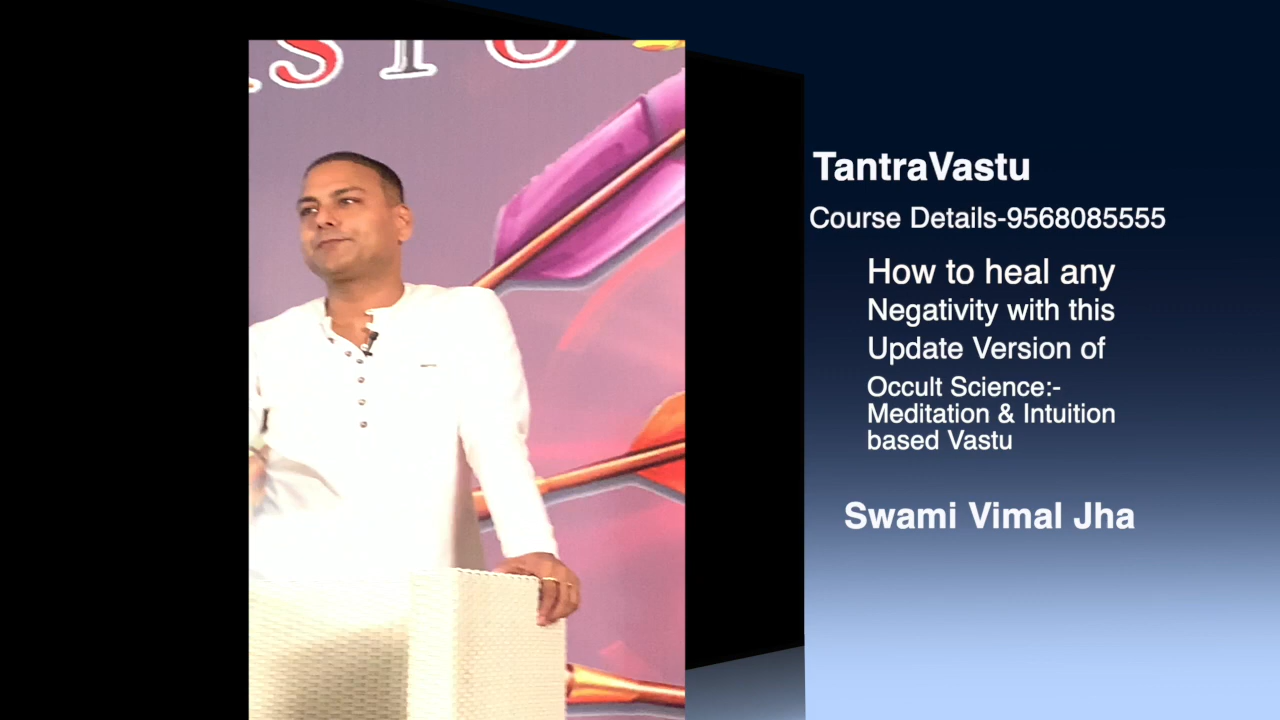 TantraVastu
Course Details-9568085555
How to heal any
Negativity with this
Update Version of
Occult Science:-
Meditation & Intuition
based Vastu
Swami Vimal Jha